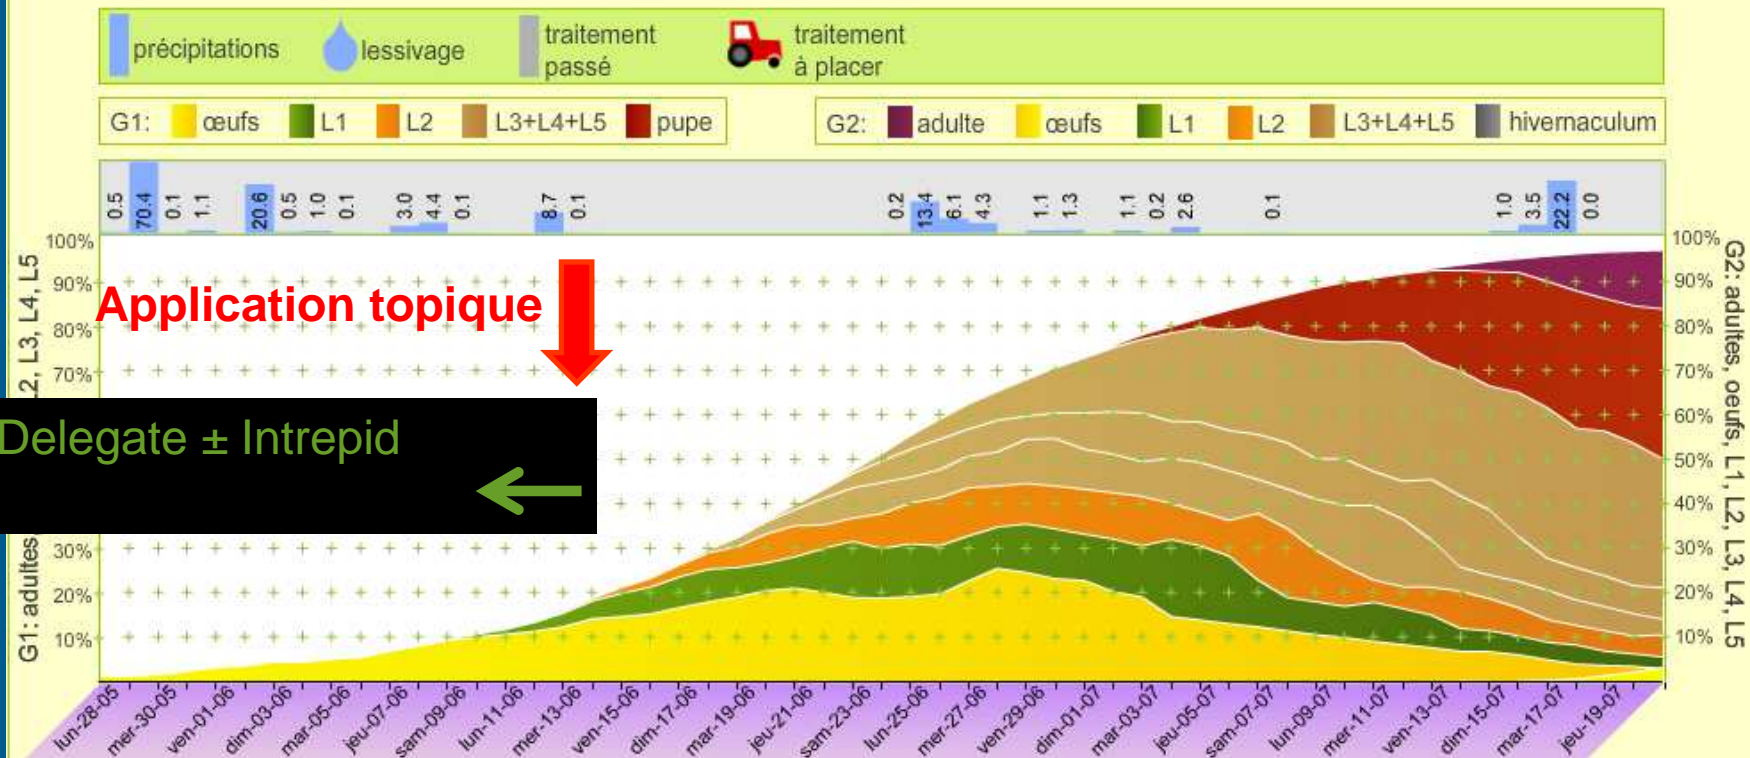 précipitations
lessivage
traitement
passé
traitement
à placer
G1: œufs L1 L2 L3+L4+L5 pupe
G2: adulte œufs L1 L2 L3+L4+L5 hivernaculum
0.5 70.4 0.1 1.1 20.6 0.5 1.0 0.1 3.0 4.4 0.1 8.7 0.1 0.2 13.4 6.1 4.3 1.1 1.3 1.1 0.2 2.6 0.1 1.0 3.5 22.2 0.0
100% 100%
90% 90%
Application topique
80% 80%
70% 70%
60%
Delegate ± Intrepid
50%
40%
30% 30%
20% 20%
10% 10%
G1: adultes
L2, L3, L4, L5
G2: adultes, oeufs, L1, L2, L3, L4, L5
lun-28-05 mer-30-05 ven-01-06 dim-03-06 mar-05-06 jeu-07-06 sam-09-06 lun-11-06 mer-13-06 ven-15-06 dim-17-06 mar-19-06 jeu-21-06 sam-23-06 lun-25-06 mer-27-06 ven-29-06 dim-01-07 mar-03-07 jeu-05-07 sam-07-07 lun-09-07 mer-11-07 ven-13-07 dim-15-07 mar-17-07 jeu-19-07